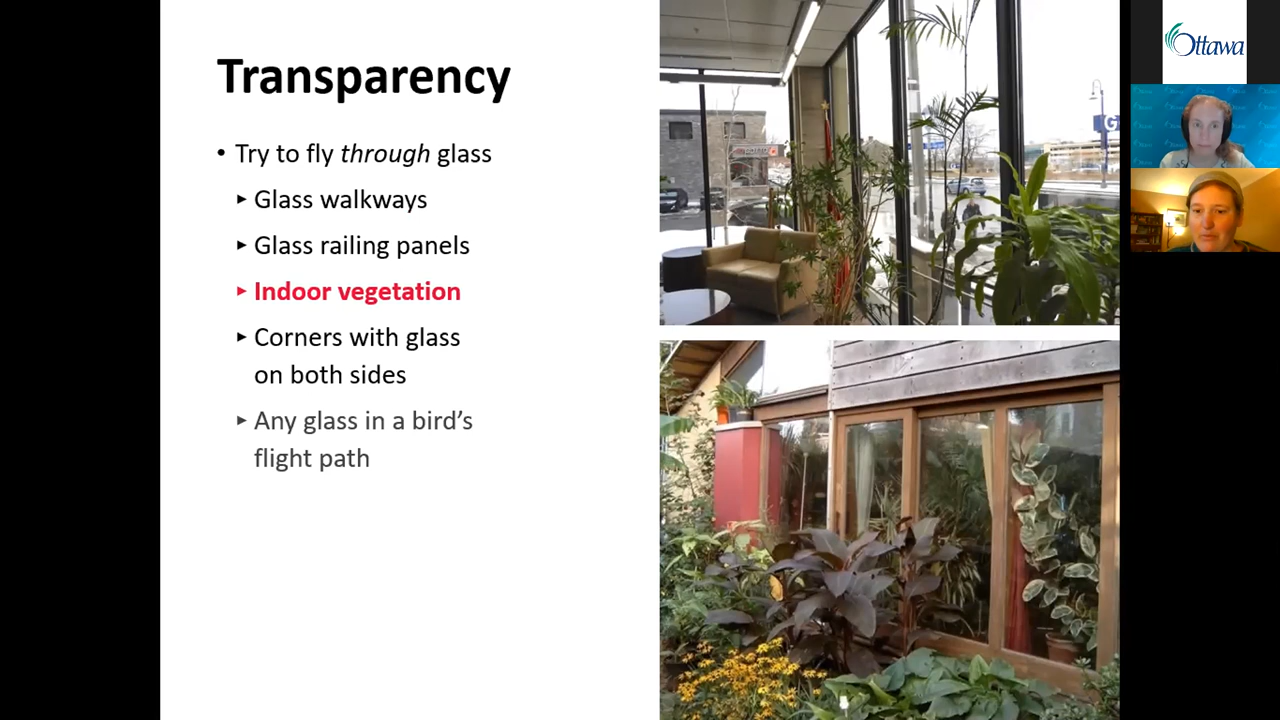 Transparency
• Try to fly through glass
▸ Glass walkways
▸ Glass railing panels
▸ Indoor vegetation
▸ Corners with glass
on both sides
▸ Any glass in a bird's
flight path
Ottawa